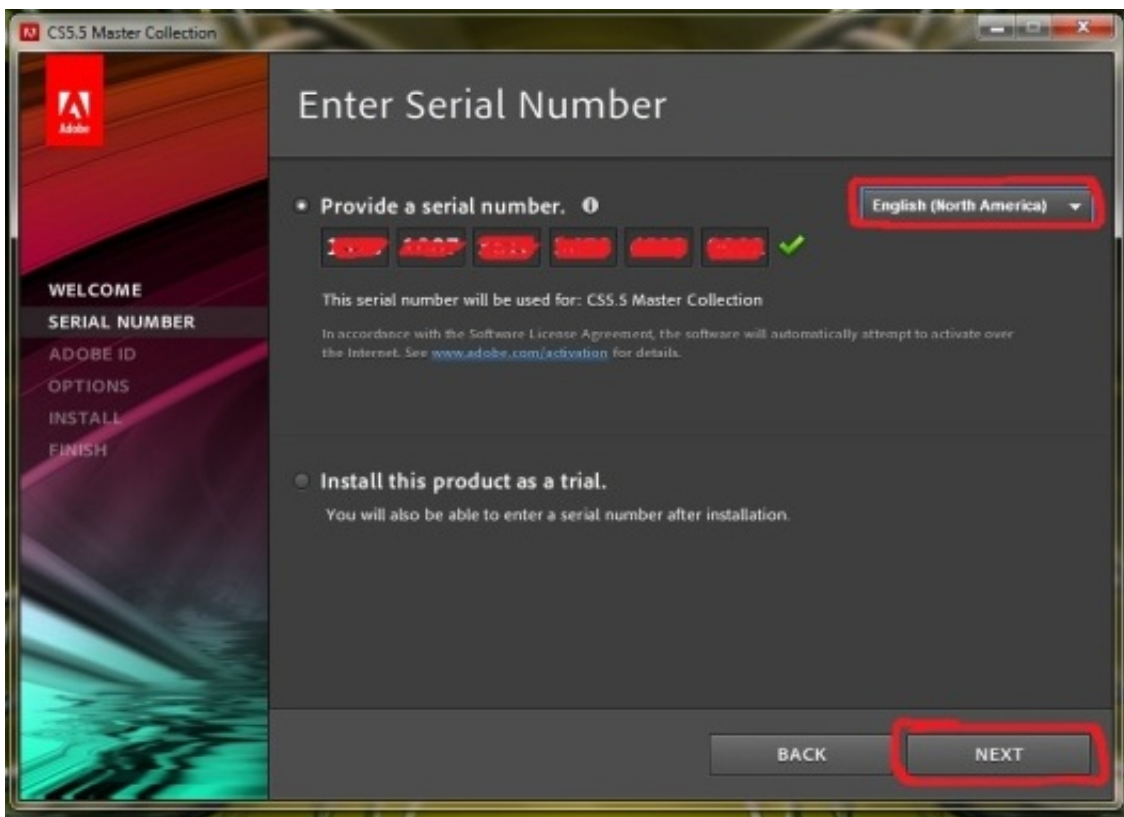 CS5.5 Master Collection
Adobe
Enter Serial Number
Provide a serial number.
English (North America)
This serial number will be used for: CS5.5 Master Collection
In accordance with the Software License Agreement, the software will automatically attempt to activate over
the Internet. See www.adobe.com/activation for details.
WELCOME
SERIAL NUMBER
ADOBE ID
OPTIONS
INSTALL
FINISH
Install this product as a trial.
You will also be able to enter a serial number after installation.
BACK
NEXT